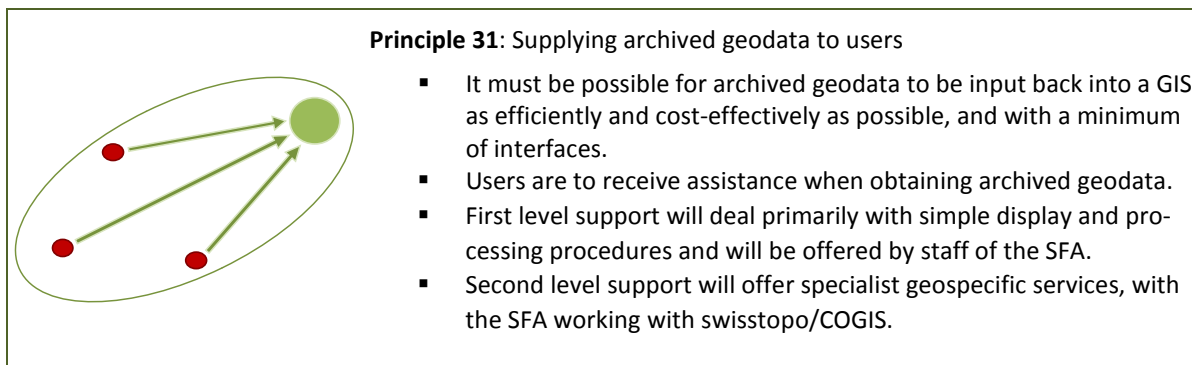 Principle 31: Supplying archived geodata to users
▪ It must be possible for archived geodata to be input back into a GIS
as efficiently and cost-effectively as possible, and with a minimum
of interfaces.
▪ Users are to receive assistance when obtaining archived geodata.
▪ First level support will deal primarily with simple display and pro-
cessing procedures and will be offered by staff of the SFA.
▪ Second level support will offer specialist geospecific services, with
the SFA working with swisstopo/COGIS.